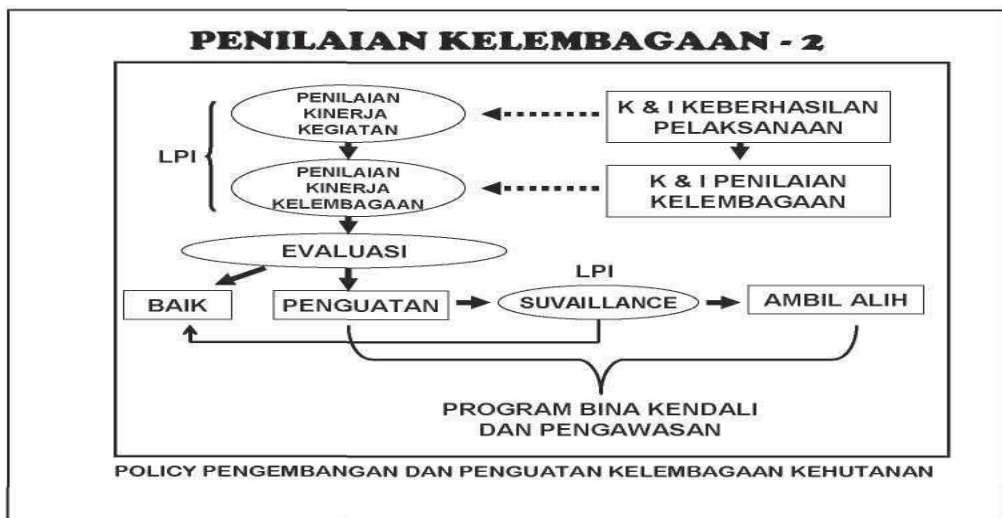 PENILAIAN KELEMBAGAAN - 2
PENILAIAN
KINERJA
KEGIATAN
K & I KEBERHASILAN
PELAKSANAAN
LPI
PENILAIAN
KINERJA
KELEMBAGAAN
K & I PENILAIAN
KELEMBAGAAN
EVALUASI
LPI
BAIK
PENGUATAN
SUVAILLANCE
AMBIL ALIH
PROGRAM BINA KENDALI
DAN PENGAWASAN
POLICY PENGEMBANGAN DAN PENGUATAN KELEMBAGAAN KEHUTANAN